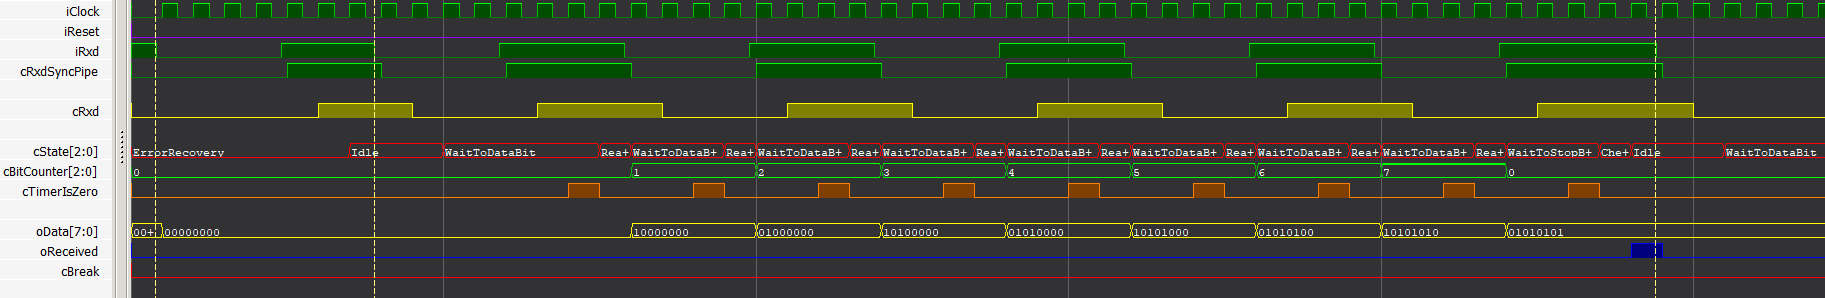 iClock
iReset
iRxd
cRxdSyncPipe
cRxd
cState[2:0] ErrorRecovery Idle WaitToDataBit Rea+ WaitToDataB+ Rea+ WaitToDataB+ Rea+ WaitToDataB+ Rea+ WaitToDataB+ Rea+ WaitToDataB+ Rea+ WaitToDataB+ Rea+ WaitToDataB+ Rea+ WaitToStopB+ Che+ Idle WaitToDataBit
cBitCounter[2:0] 0 1 2 3 4 5 6 7 0
cTimerIsZero
oData[7:0] 00+ 00000000 10000000 01000000 10100000 01010000 10101000 01010100 10101010 01010101
oReceived
cBreak